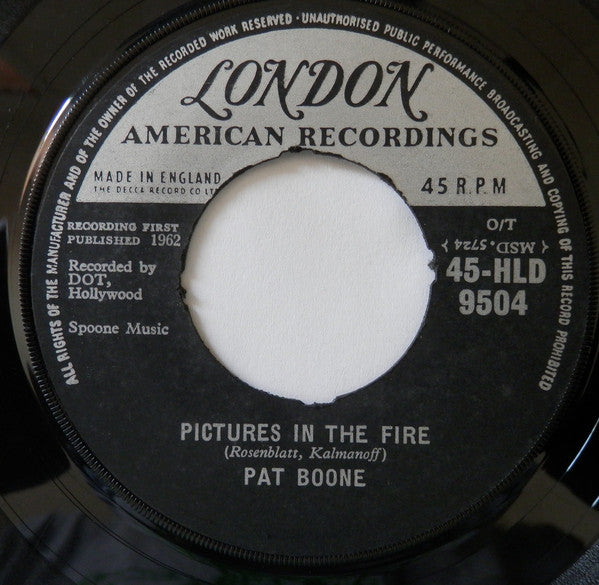 ALL RIGHTS OF THE MANUFACTURER AND OF THE OWNER OF THE RECORDED WORK RESERVED · UNAUTHORISED PUBLIC PERFORMANCE BROADCASTING AND COPYING OF THIS RECORD PROHIBITED
LONDON
AMERICAN RECORDINGS
MADE IN ENGLAND
THE DECCA RECORD CO LT
45 R.P.M
RECORDING FIRST
PUBLISHED 1962
O/T
MSD. 5724
Recorded by
DOT,
Hollywood
45-HLD
9504
Spoone Music
PICTURES IN THE FIRE
(Rosenblatt, Kalmanoff)
PAT BOONE